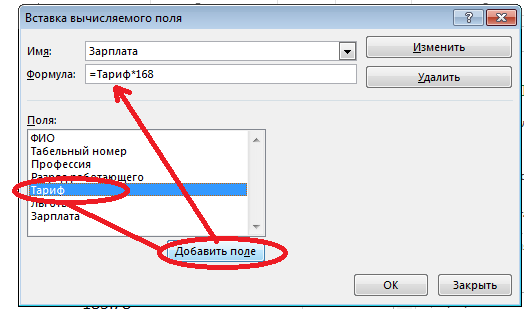 Вставка вычисляемого поля
Имя: Зарплата Изменить
Формула: =Тариф*168 Удалить
Поля:
ФИО
Табельный номер
Профессия
Разряд работающего
Тариф
Льготы
Зарплата
Добавить поле
ОК Закрыть